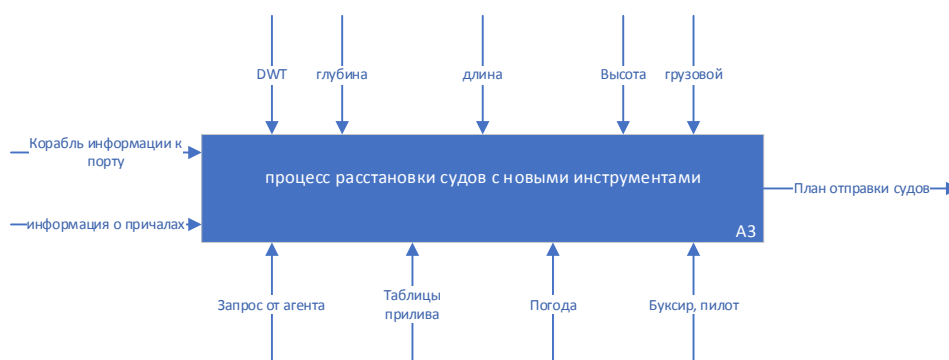 DWT
глубина
длина
Высота
грузовой
Корабль информации к
порту
процесс расстановки судов с новыми инструментами
План отправки судов
информация о причалах
А3
Запрос от агента
Таблицы
прилива
Погода
Буксир, пилот